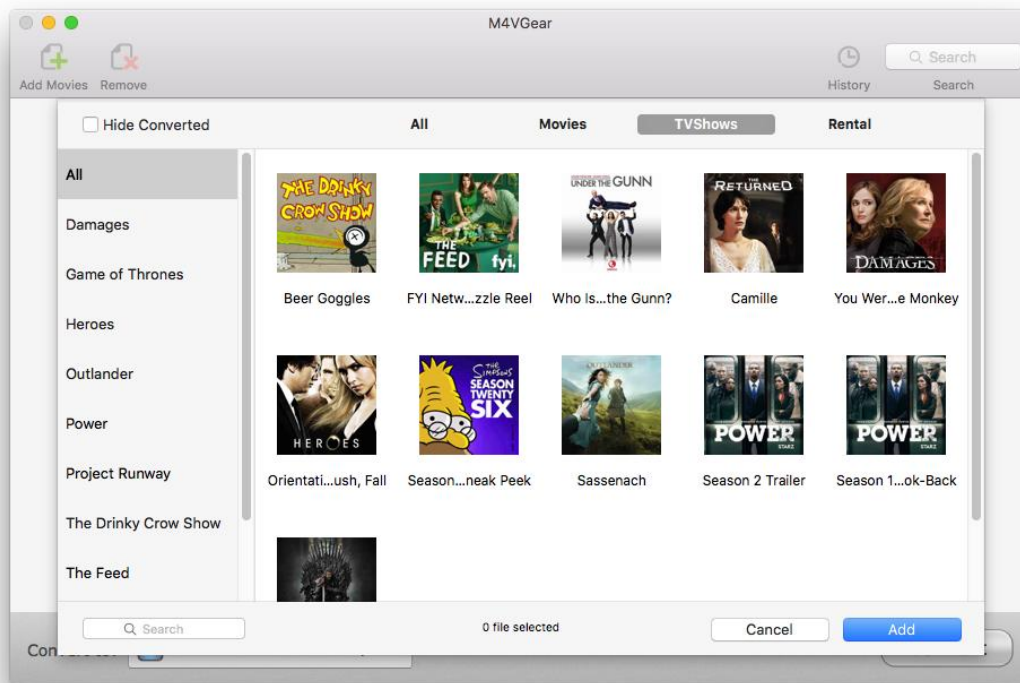 M4VGear
Search
Add Movies Remove History Search
Hide Converted All Movies TVShows Rental
All
Damages
Game of Thrones
Heroes
Outlander
Power
Project Runway
The Drinky Crow Show
The Feed
THE DRINKY
CROW SHOW
THE
FEED fyi.
UNDER THE GUNN
THE
RETURNED
DAMAGES
Beer Goggles FYI Netw...zzle Reel Who Is...the Gunn? Camille You Wer...e Monkey
HEROES
THE
SIMPSONS
SEASON
TWENTY
SIX
OUTLANDER
POWER
STARZ
POWER
STARZ
Orientati...ush, Fall Season...neak Peek Sassenach Season 2 Trailer Season 1...ok-Back
Search 0 file selected Cancel Add